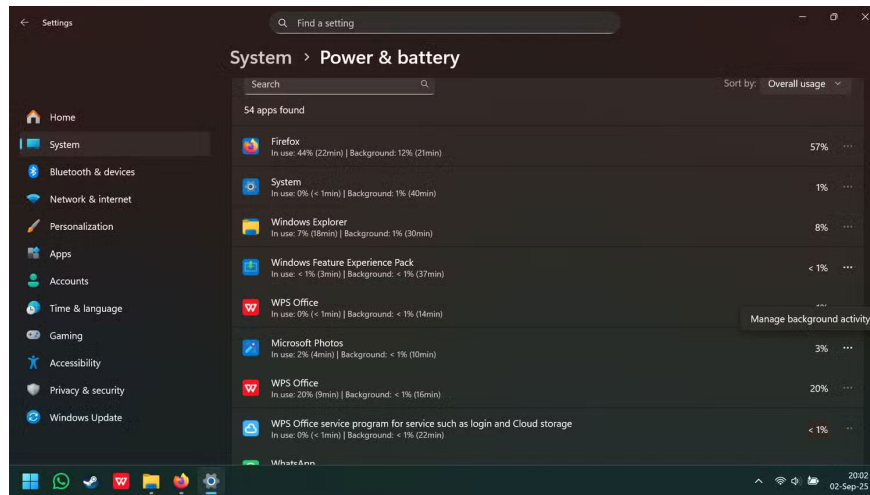 Settings
Find a setting
System > Power & battery
Search
Sort by: Overall usage
54 apps found
Home
System
Bluetooth & devices
Network & internet
Personalization
Apps
Accounts
Time & language
Gaming
Accessibility
Privacy & security
Windows Update
Firefox
In use: 44% (22min) | Background: 12% (21min)
57%
System
In use: 0% (< 1min) | Background: 1% (40min)
1%
Windows Explorer
In use: 7% (18min) | Background: 1% (30min)
8%
Windows Feature Experience Pack
In use: < 1% (3min) | Background: < 1% (37min)
< 1%
WPS Office
In use: 0% (< 1min) | Background: < 1% (14min)
Manage background activity
Microsoft Photos
In use: 2% (4min) | Background: < 1% (10min)
3%
WPS Office
In use: 20% (9min) | Background: < 1% (16min)
20%
WPS Office service program for service such as login and Cloud storage
In use: 0% (< 1min) | Background: < 1% (22min)
< 1%
WhatsApp
20:02
02-Sep-25